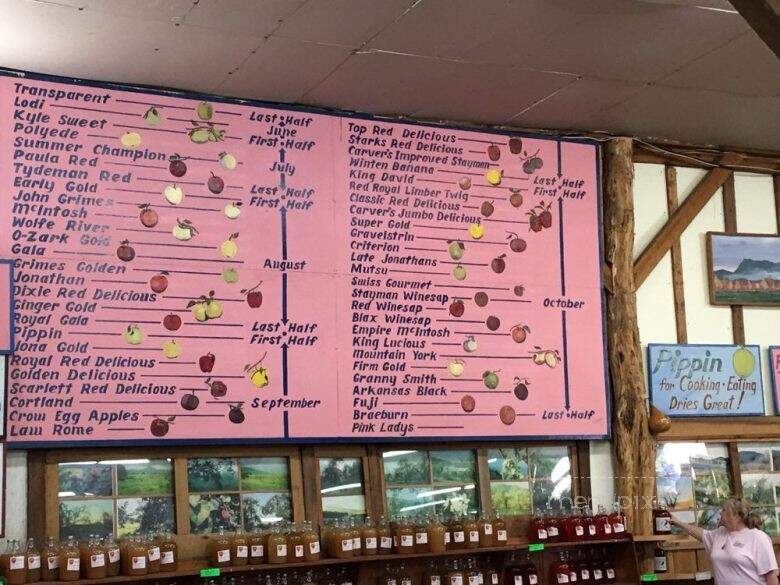 Transparent
Lodi
Kyle Sweet
Polyede
Summer Champion
Paula Red
Tydeman Red
Early Gold
John Grimes
McIntosh
Wolfe River
O-Zark Gold
Gala
Grimes Golden
Jonathan
Dixie Red Delicious
Ginger Gold
Royal Gala
Pippin
Iona Gold
Royal Red Delicious
Golden Delicious
Scarlett Red Delicious
Cortland
Crow Egg Apples
Law Rome
Last Half
June
First Half
July
Last Half
First Half
August
Last Half
First Half
September
Top Red Delicious
Starks Red Delicious
Carver's Improved Stayman
Winten Banana
King David
Red Royal Limber Twig
Classic Red Delicious
Carver's Jumbo Delicious
Super Gold
Gravelstrin
Criterion
Late Jonathans
Mutsu
Swiss Gourmet
Stayman Winesap
Red Winesap
Blax Winesap
Empire McIntosh
King Lucious
Mountain York
Firm Gold
Granny Smith
Arkansas Black
Fuji
Braeburn
Pink Ladys
Last Half
First Half
October
Last Half
Pippin
for Cooking • Eating
Dries Great!